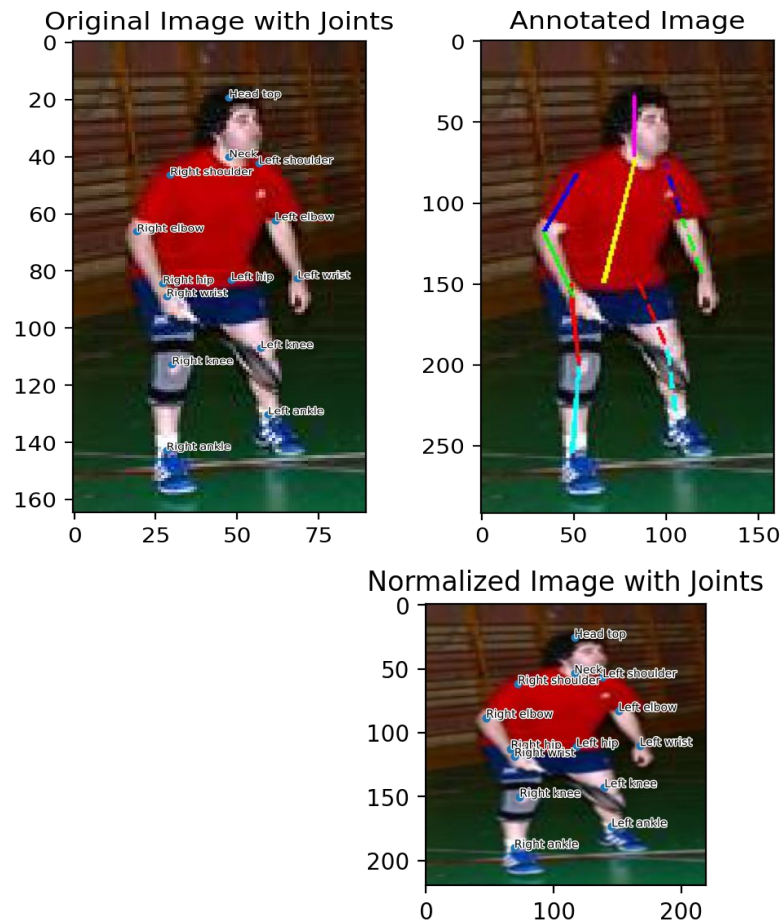 Original Image with Joints
0
20
40
60
80
100
120
140
160
0
25
50
75
Head top
Neck
Left shoulder
Right shoulder
Left elbow
Right elbow
Left wrist
Right hip
Left hip
Right wrist
Left knee
Right knee
Left ankle
Right ankle
Annotated Image
0
50
100
150
200
250
0
50
100
150
Normalized Image with Joints
0
50
100
150
200
0
100
200
Head top
Neck
Left shoulder
Right shoulder
Left elbow
Right elbow
Left wrist
Right hip
Left hip
Right wrist
Left knee
Right knee
Left ankle
Right ankle